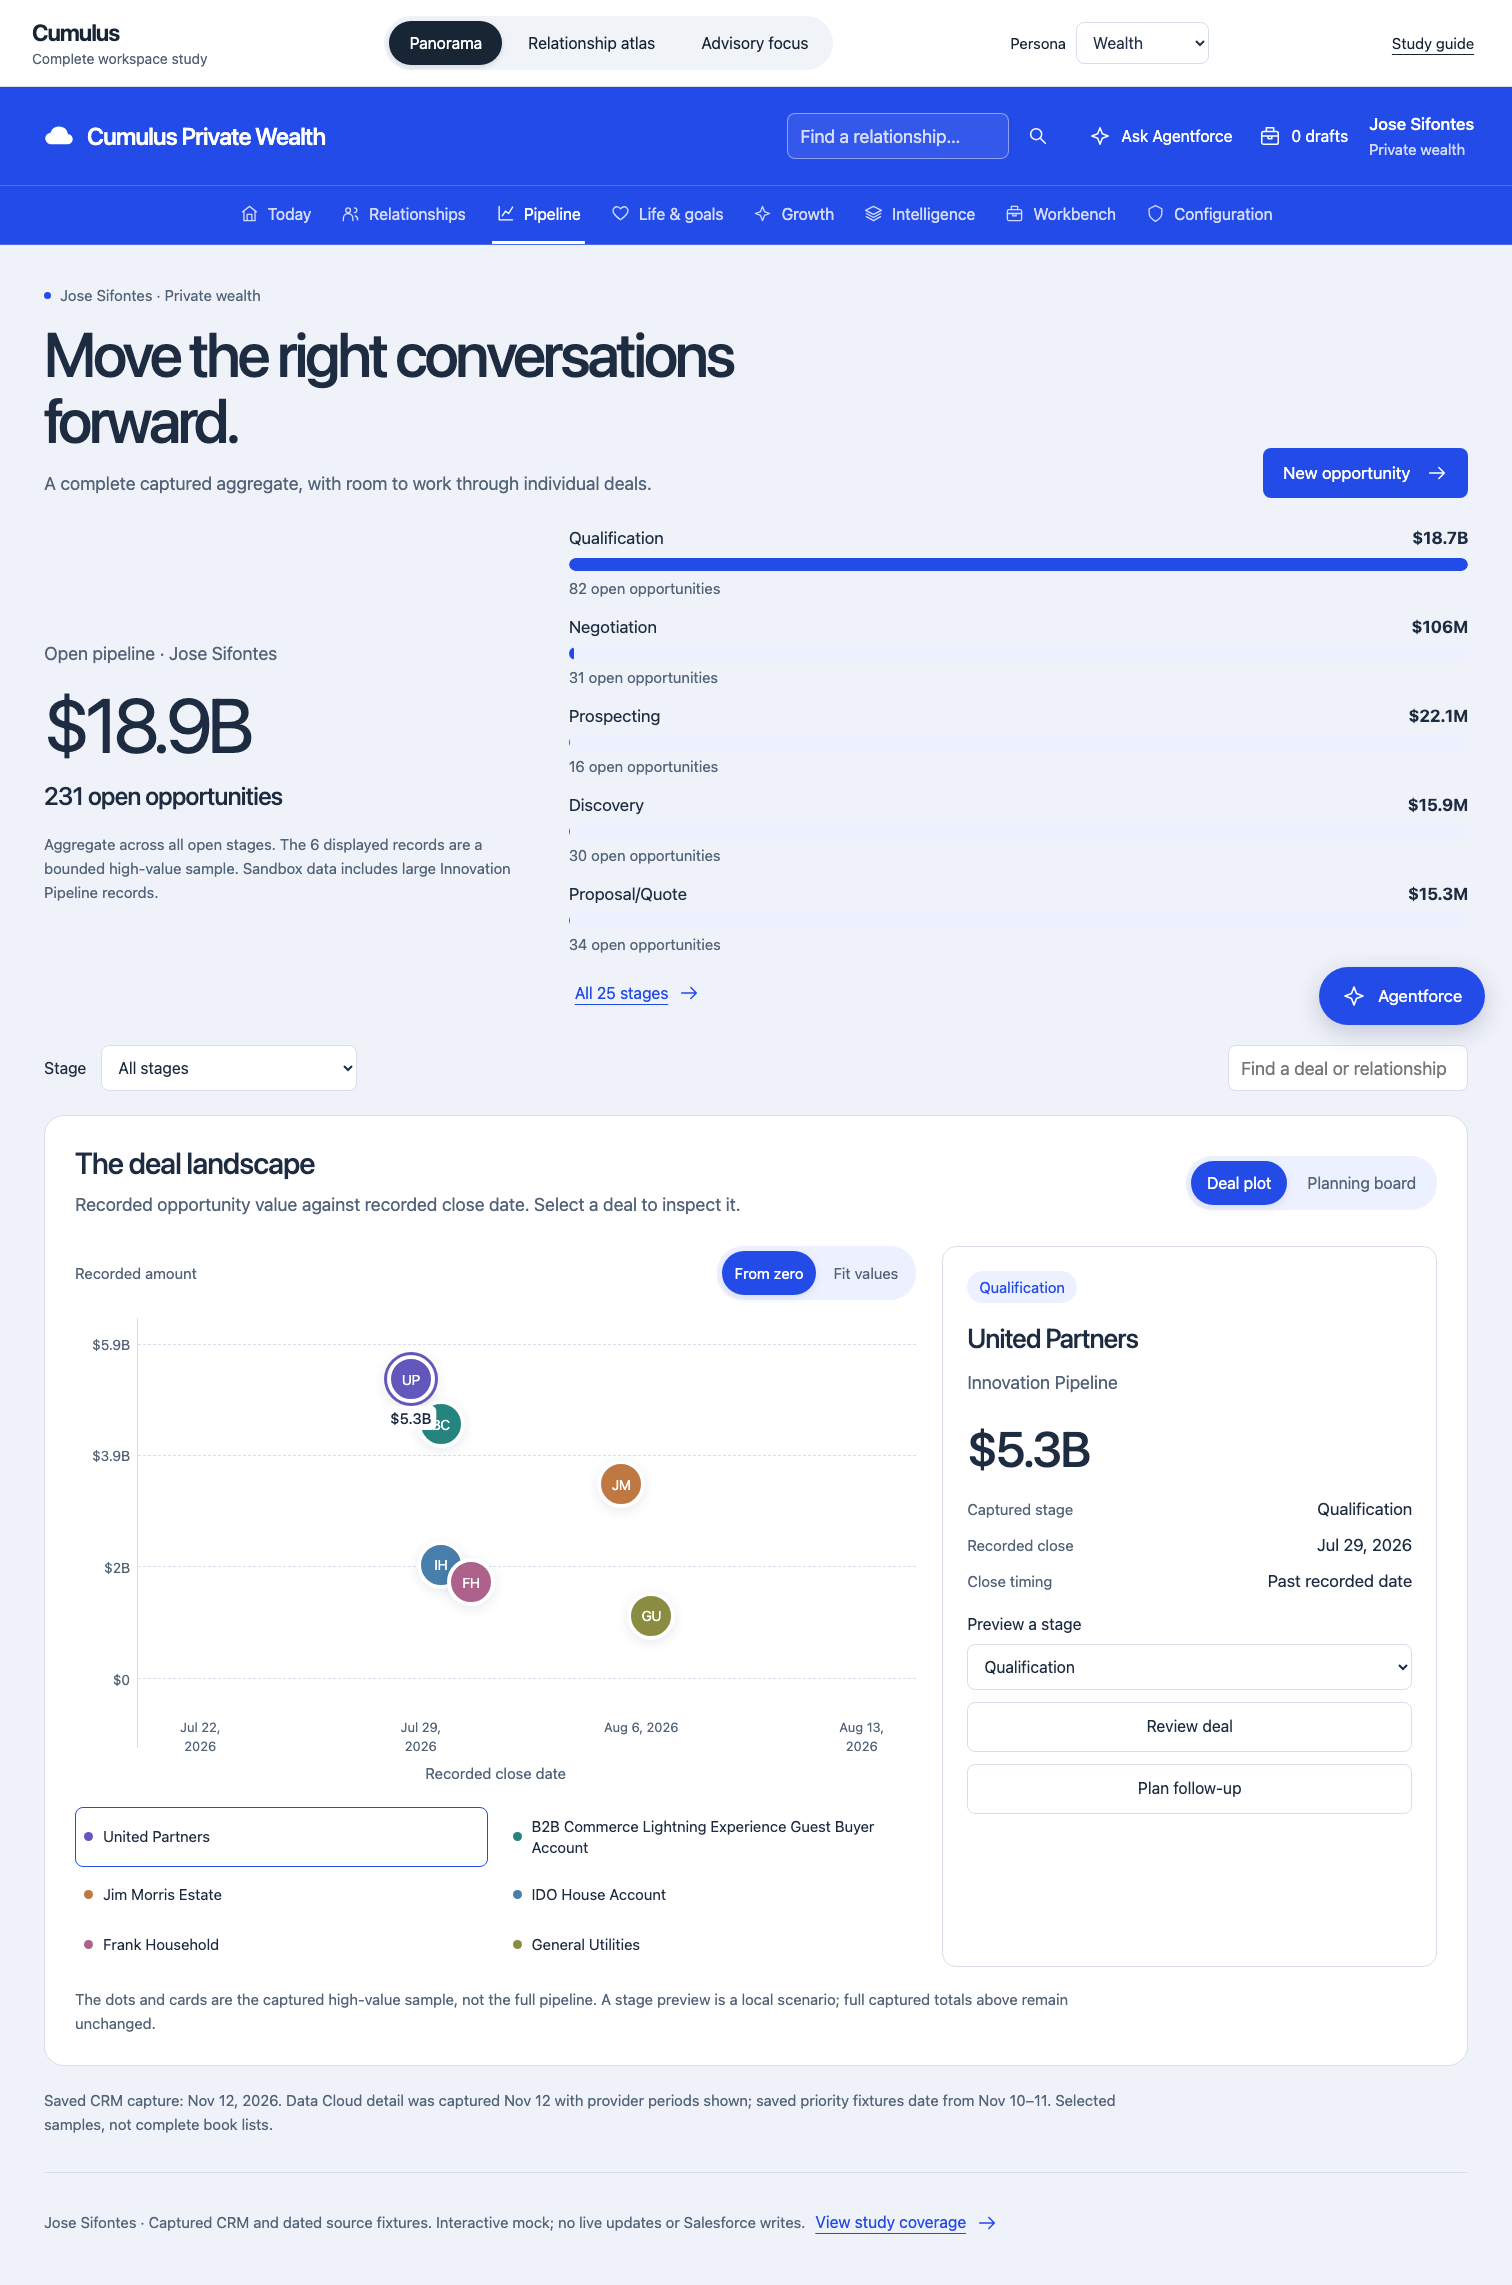 Cumulus
Complete workspace study
Panorama
Relationship atlas
Advisory focus
Persona
Wealth
Study guide
Cumulus Private Wealth
Find a relationship...
Ask Agentforce
0 drafts
Jose Sifontes
Private wealth
Today
Relationships
Pipeline
Life & goals
Growth
Intelligence
Workbench
Configuration
Jose Sifontes · Private wealth
Move the right conversations
forward.
A complete captured aggregate, with room to work through individual deals.
New opportunity
Open pipeline · Jose Sifontes
$18.9B
231 open opportunities
Aggregate across all open stages. The 6 displayed records are a
bounded high-value sample. Sandbox data includes large Innovation
Pipeline records.
Qualification
$18.7B
82 open opportunities
Negotiation
$106M
31 open opportunities
Prospecting
$22.1M
16 open opportunities
Discovery
$15.9M
30 open opportunities
Proposal/Quote
$15.3M
34 open opportunities
All 25 stages
Agentforce
Stage
All stages
Find a deal or relationship
The deal landscape
Recorded opportunity value against recorded close date. Select a deal to inspect it.
Deal plot
Planning board
Recorded amount
From zero
Fit values
$5.9B
UP
$5.3B
BC
$3.9B
JM
$2B
IH
FH
GU
$0
Jul 22,
2026
Jul 29,
2026
Aug 6, 2026
Aug 13,
2026
Recorded close date
United Partners
B2B Commerce Lightning Experience Guest Buyer
Account
Jim Morris Estate
IDO House Account
Frank Household
General Utilities
Qualification
United Partners
Innovation Pipeline
$5.3B
Captured stage
Qualification
Recorded close
Jul 29, 2026
Close timing
Past recorded date
Preview a stage
Qualification
Review deal
Plan follow-up
The dots and cards are the captured high-value sample, not the full pipeline. A stage preview is a local scenario; full captured totals above remain
unchanged.
Saved CRM capture: Nov 12, 2026. Data Cloud detail was captured Nov 12 with provider periods shown; saved priority fixtures date from Nov 10–11. Selected
samples, not complete book lists.
Jose Sifontes · Captured CRM and dated source fixtures. Interactive mock; no live updates or Salesforce writes.
View study coverage